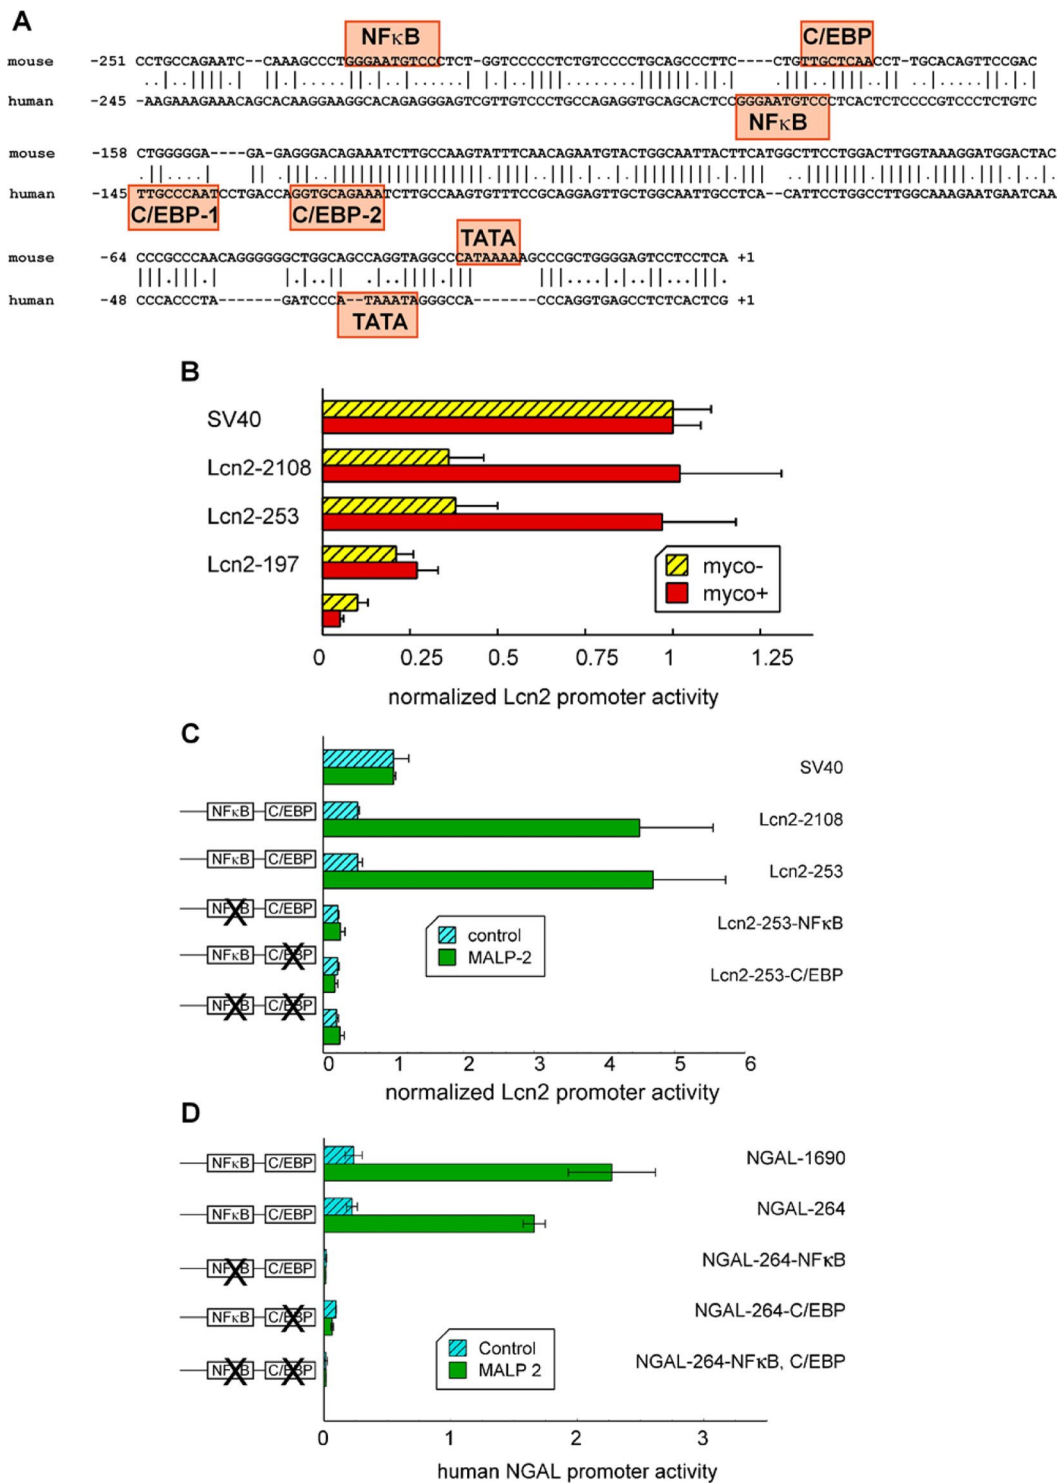 A
NFκB
C/EBP
mouse -251 CCTGCCAGAATC--CAAAGCCCTGGGAATGTCCCTCT-GGTCCCCCTCTGTCCCCTGCAGCCCTTC-----CTGTTGCTCAACCT-TGCACAGTTCCGAC
human -245 -AAGAAAGAAACAGCACAAGGAAGGCACAGAGGGAGTCGTTGTCCCTGCCAGAGGTGCAGCACTCCGGGAATGTCCCTCACTCTCCCCGTCCCTCTGTC
NFκB
mouse -158 CTGGGGGA----GA-GAGGGACAGAAATCTTGCCAAGTATTTCAACAGAATGTACTGGCAATTACTTCATGGCTTCCTGGACTTGGTAAAGGATGGACTAC
human -145 TTGCCCAATCCTGACCAGGTGCAGAAATCTTGCCAAGTGTTTCCGCAGGAGTTGCTGGCAATTGCCTCA--CATTCCTGGCCTTGGCAAAGAATGAATCAA
C/EBP-1 C/EBP-2
TATA
mouse -64 CCCGCCCAACAGGGGGGCTGGCAGCCAGGTAGGCCCATAAAAAGCCCGCTGGGGAGTCCTCCTCA +1
human -48 CCCACCCTA-------GATCCCA--TAAATAGGGCCA-------CCCAGGTGAGCCTCTCACTCG +1
TATA
B
SV40
Lcn2-2108
Lcn2-253
Lcn2-197
myco-
myco+
0 0.25 0.5 0.75 1 1.25
normalized Lcn2 promoter activity
C
SV40
NFκB C/EBP Lcn2-2108
NFκB C/EBP Lcn2-253
NFκB C/EBP Lcn2-253-NFκB
NFκB C/EBP Lcn2-253-C/EBP
NFκB C/EBP
control
MALP-2
0 1 2 3 4 5 6
normalized Lcn2 promoter activity
D
NFκB C/EBP NGAL-1690
NFκB C/EBP NGAL-264
NFκB C/EBP NGAL-264-NFκB
NFκB C/EBP NGAL-264-C/EBP
NFκB C/EBP NGAL-264-NFκB, C/EBP
Control
MALP 2
0 1 2 3
human NGAL promoter activity